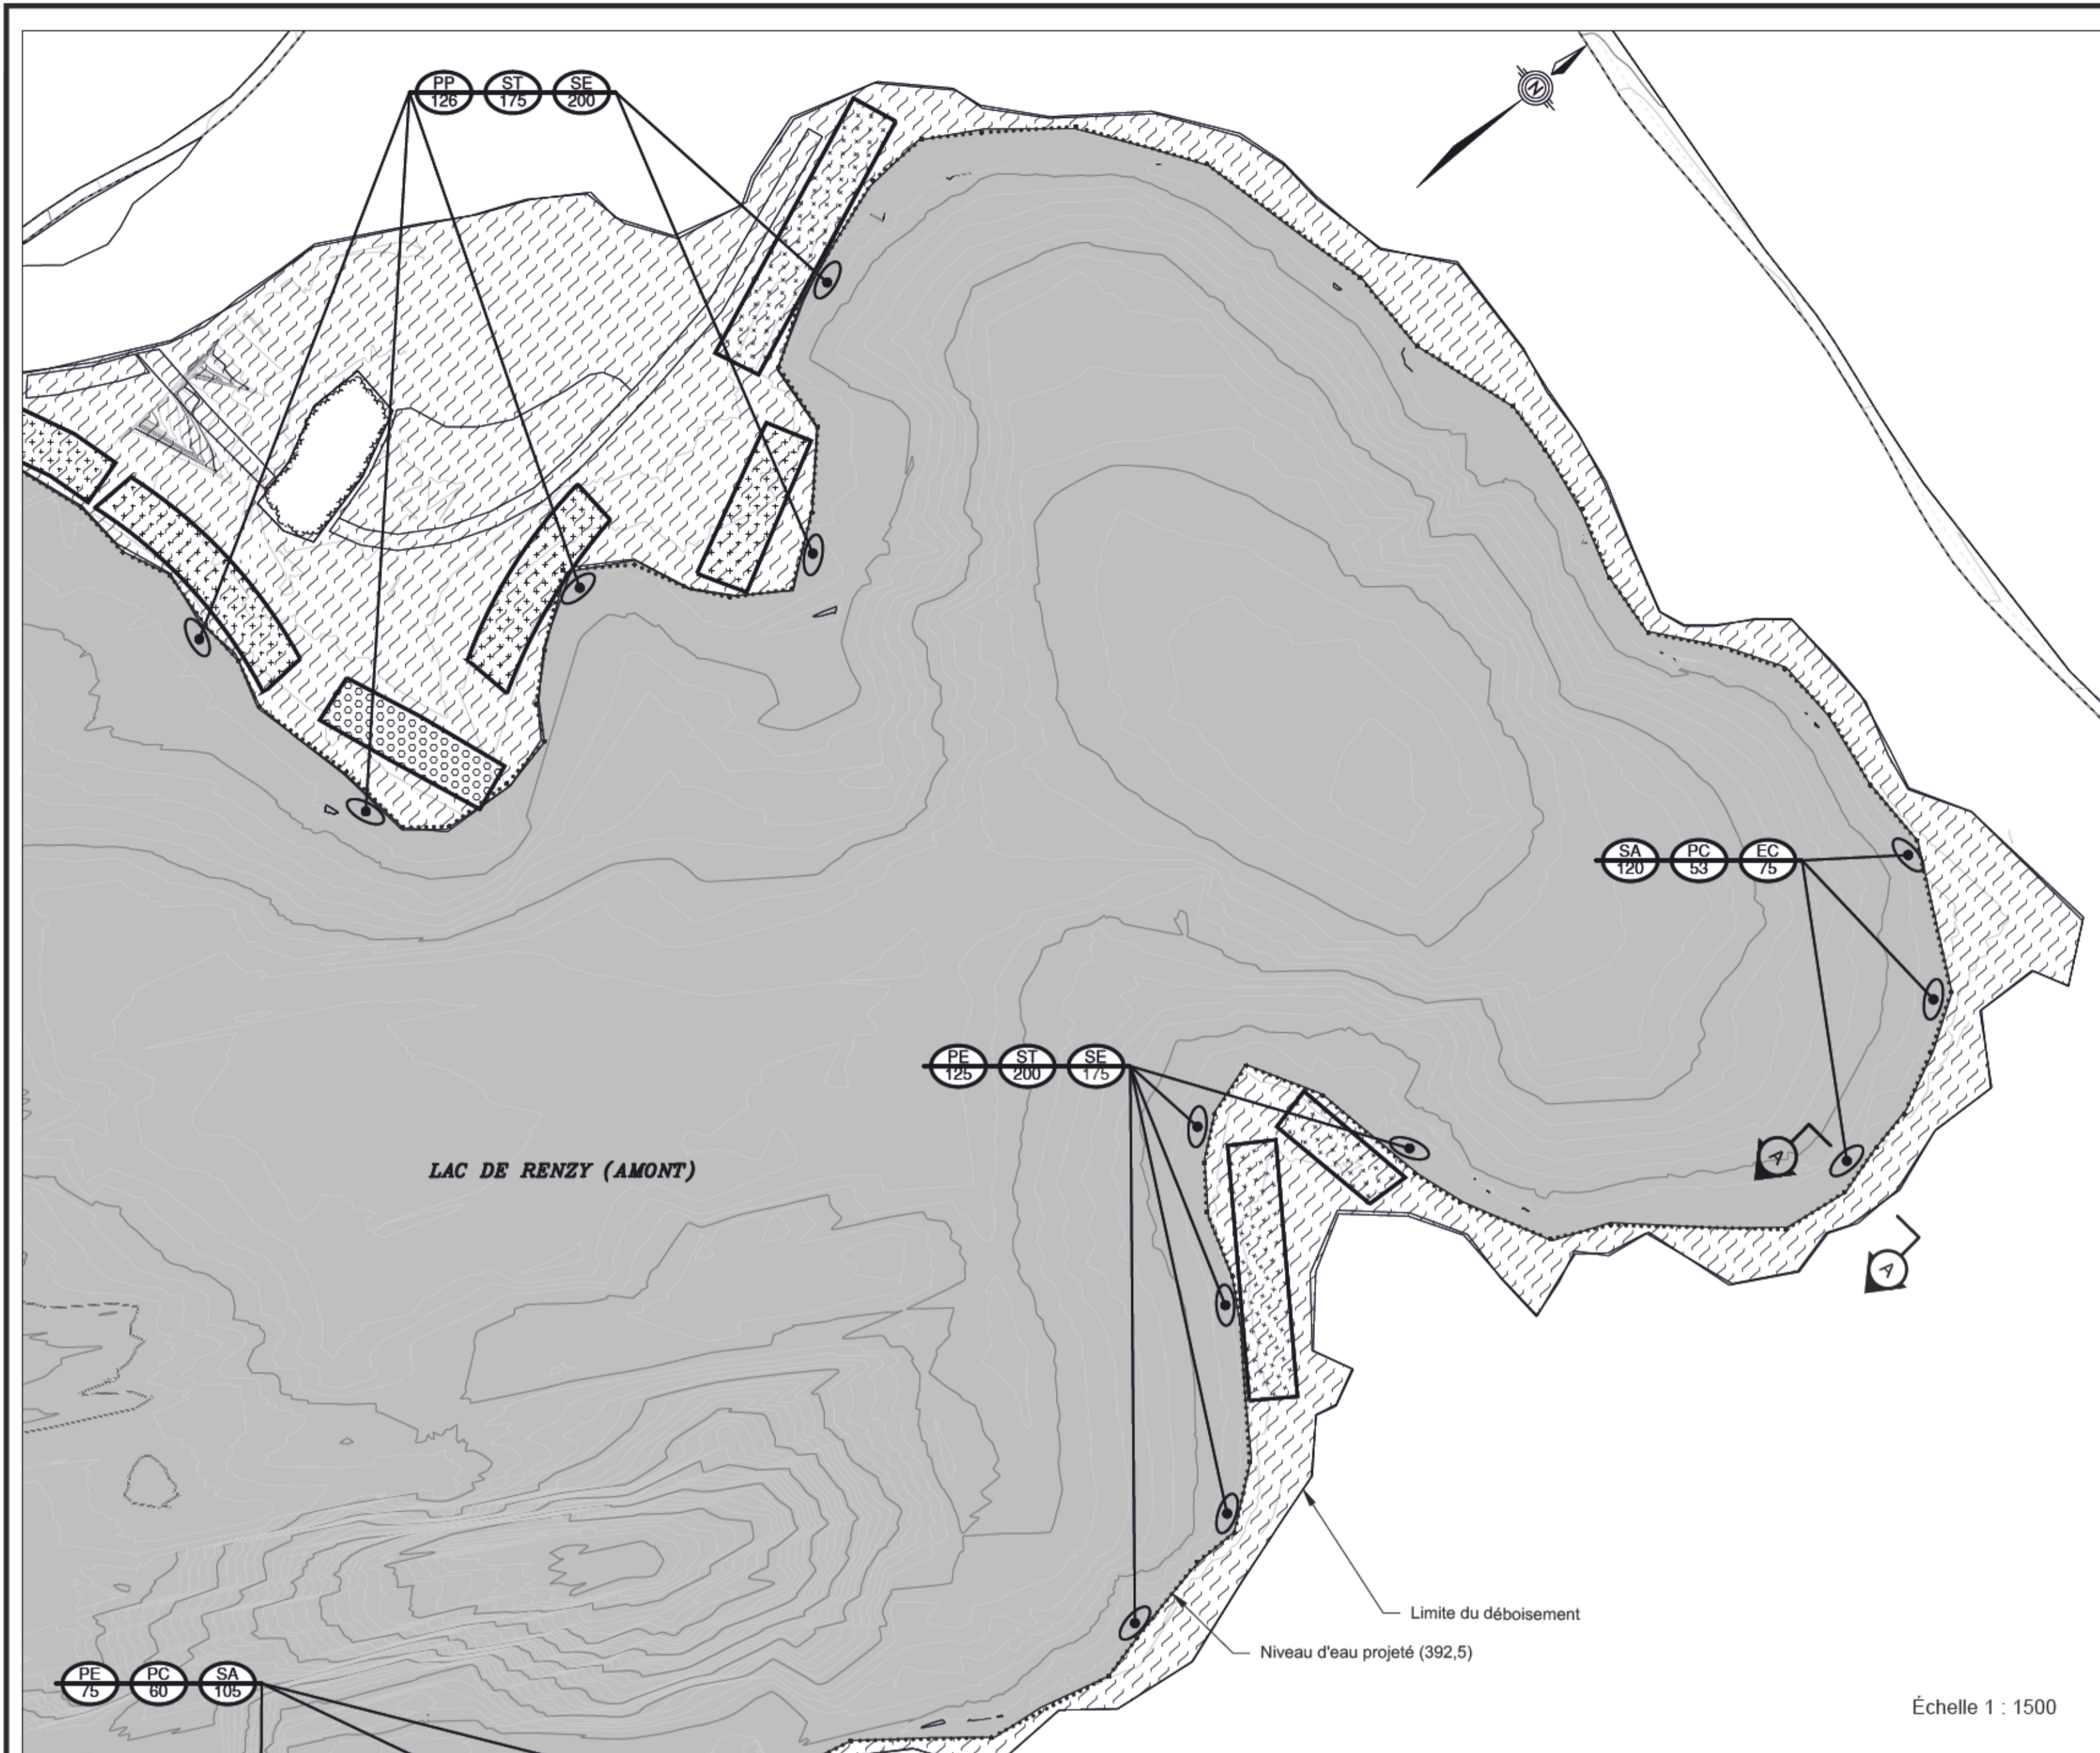 PP ST SE
126 175 200
N
SA PC EC
120 53 75
PE ST SE
125 200 175
A
LAC DE RENZY (AMONT)
A
Limite du déboisement
Niveau d'eau projeté (392,5)
PE PC SA
75 60 105
Échelle 1 : 1500